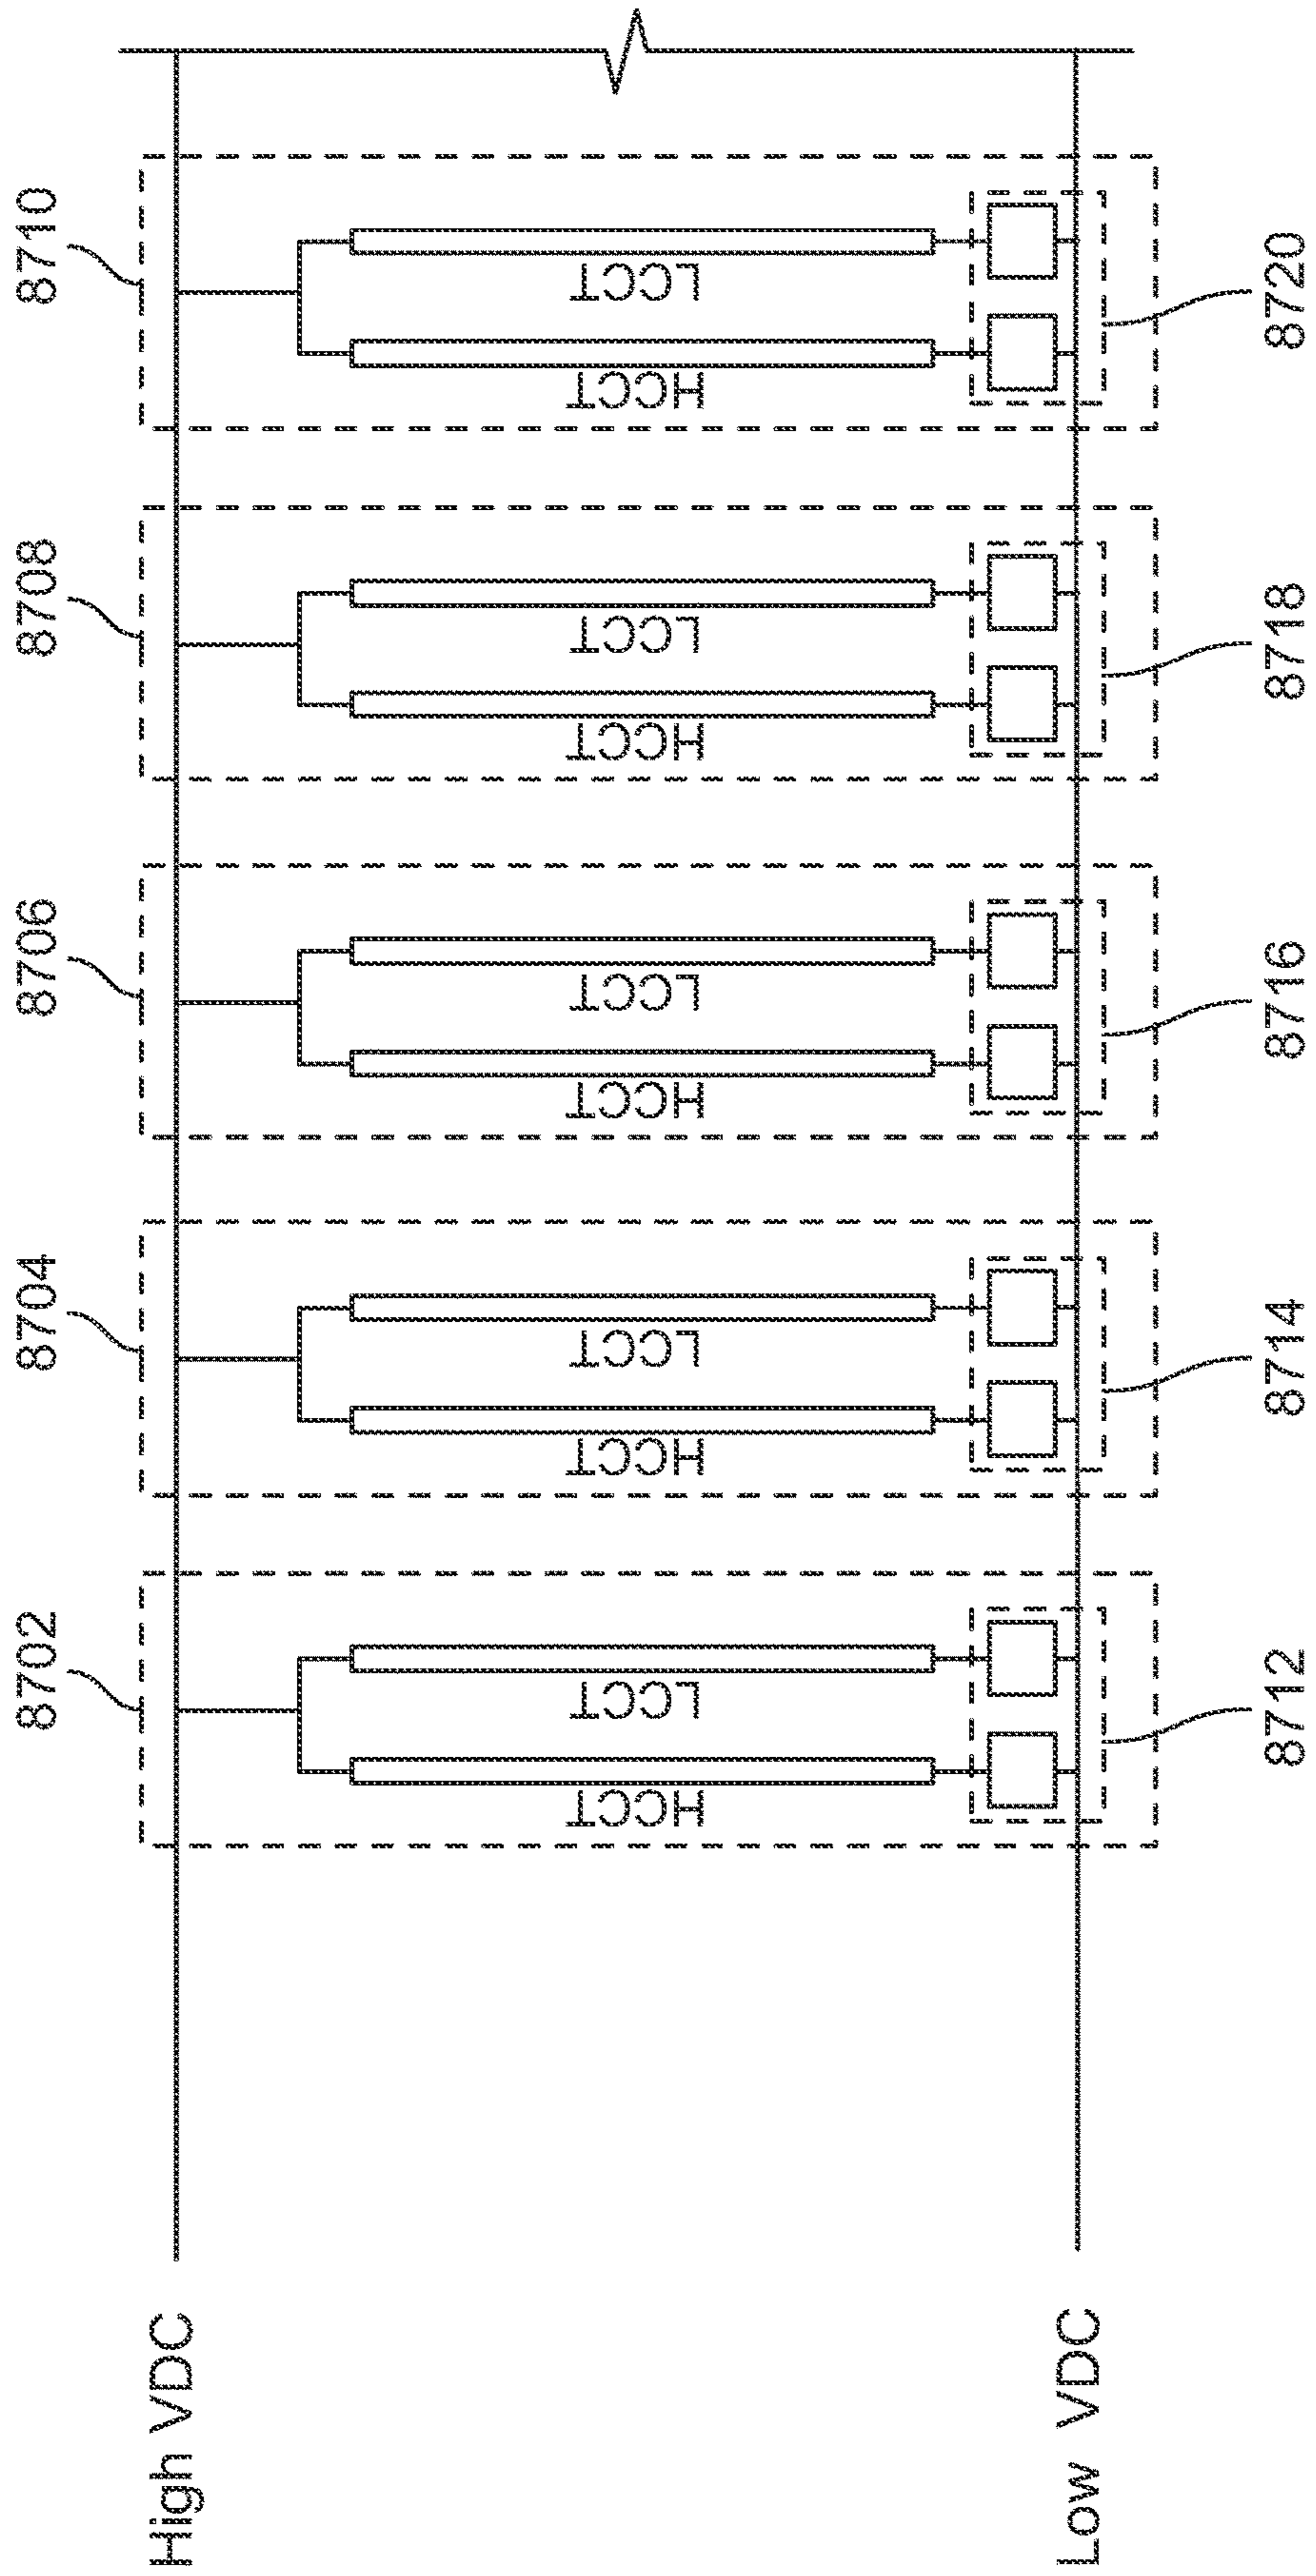 8702
8704
8706
8708
8710
High VDC
HCCT
LCCT
HCCT
LCCT
HCCT
LCCT
HCCT
LCCT
HCCT
LCCT
Low VDC
8712
8714
8716
8718
8720